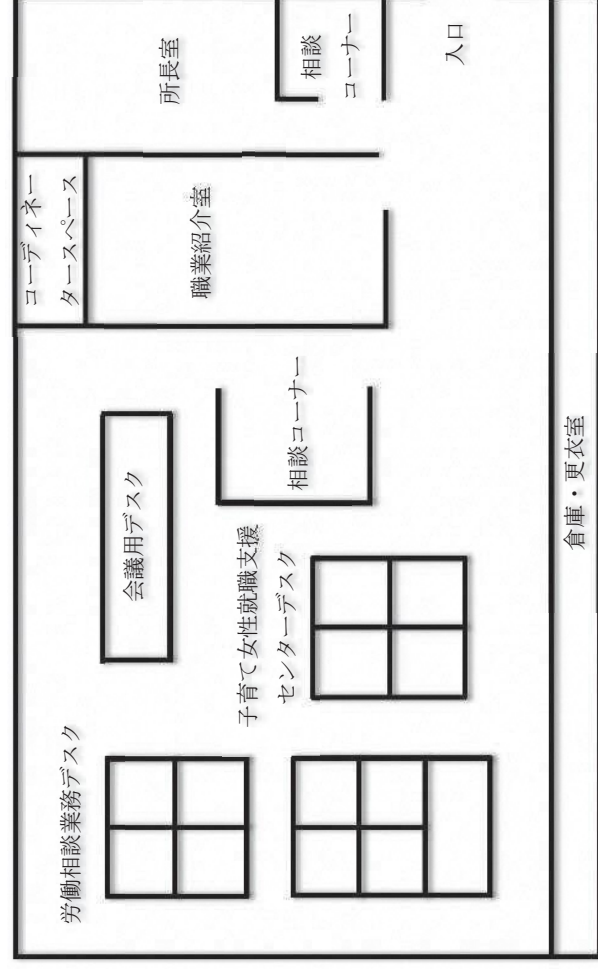 労働相談業務デスク
会議用デスク
子育て女性就職支援
センターデスク
相談コーナー
コーディネー
タースペース
職業紹介室
所長室
相談
コーナー
入口
倉庫・更衣室